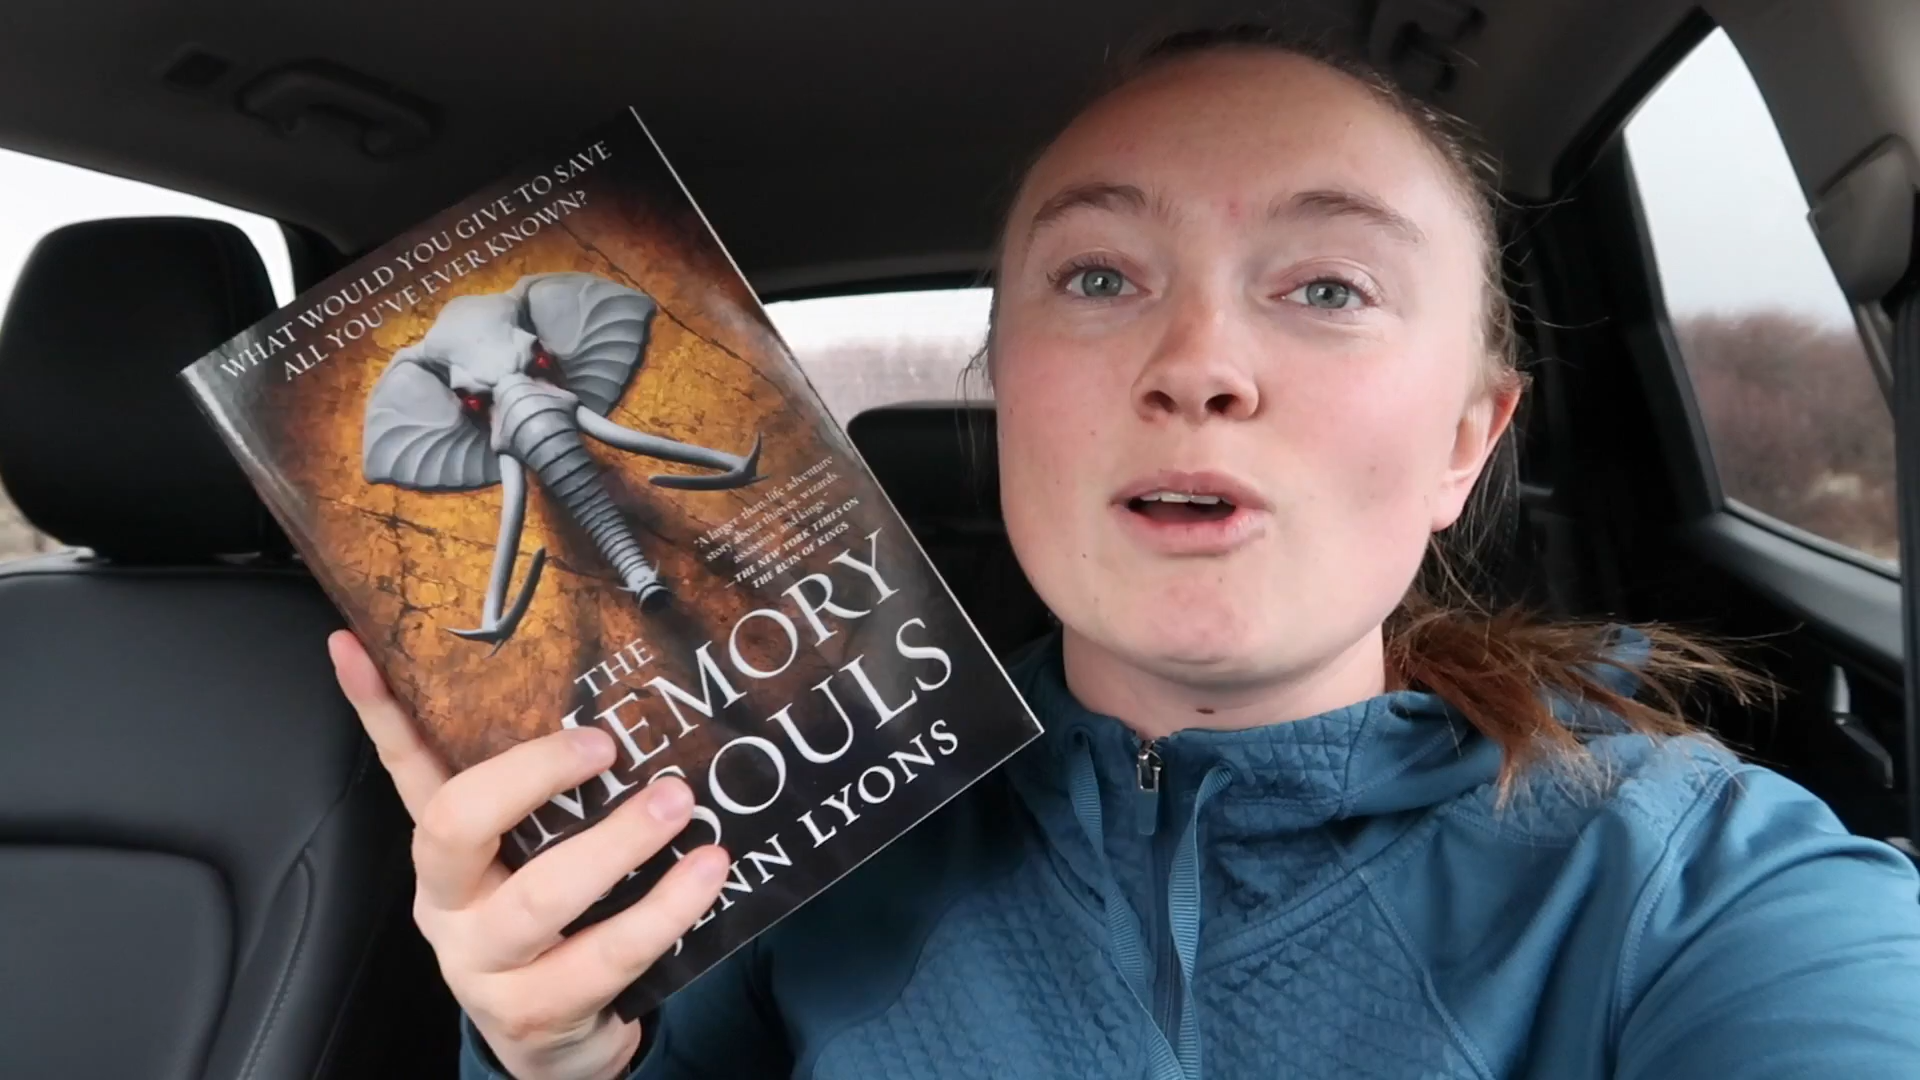 WHAT WOULD YOU GIVE TO SAVE
ALL YOU'VE EVER KNOWN?
"A larger-than-life adventure
story about thieves, wizards,
assassins, and kings."
—THE NEW YORK TIMES ON
THE RUIN OF KINGS
THE
MEMORY
SOULS
JENN LYONS